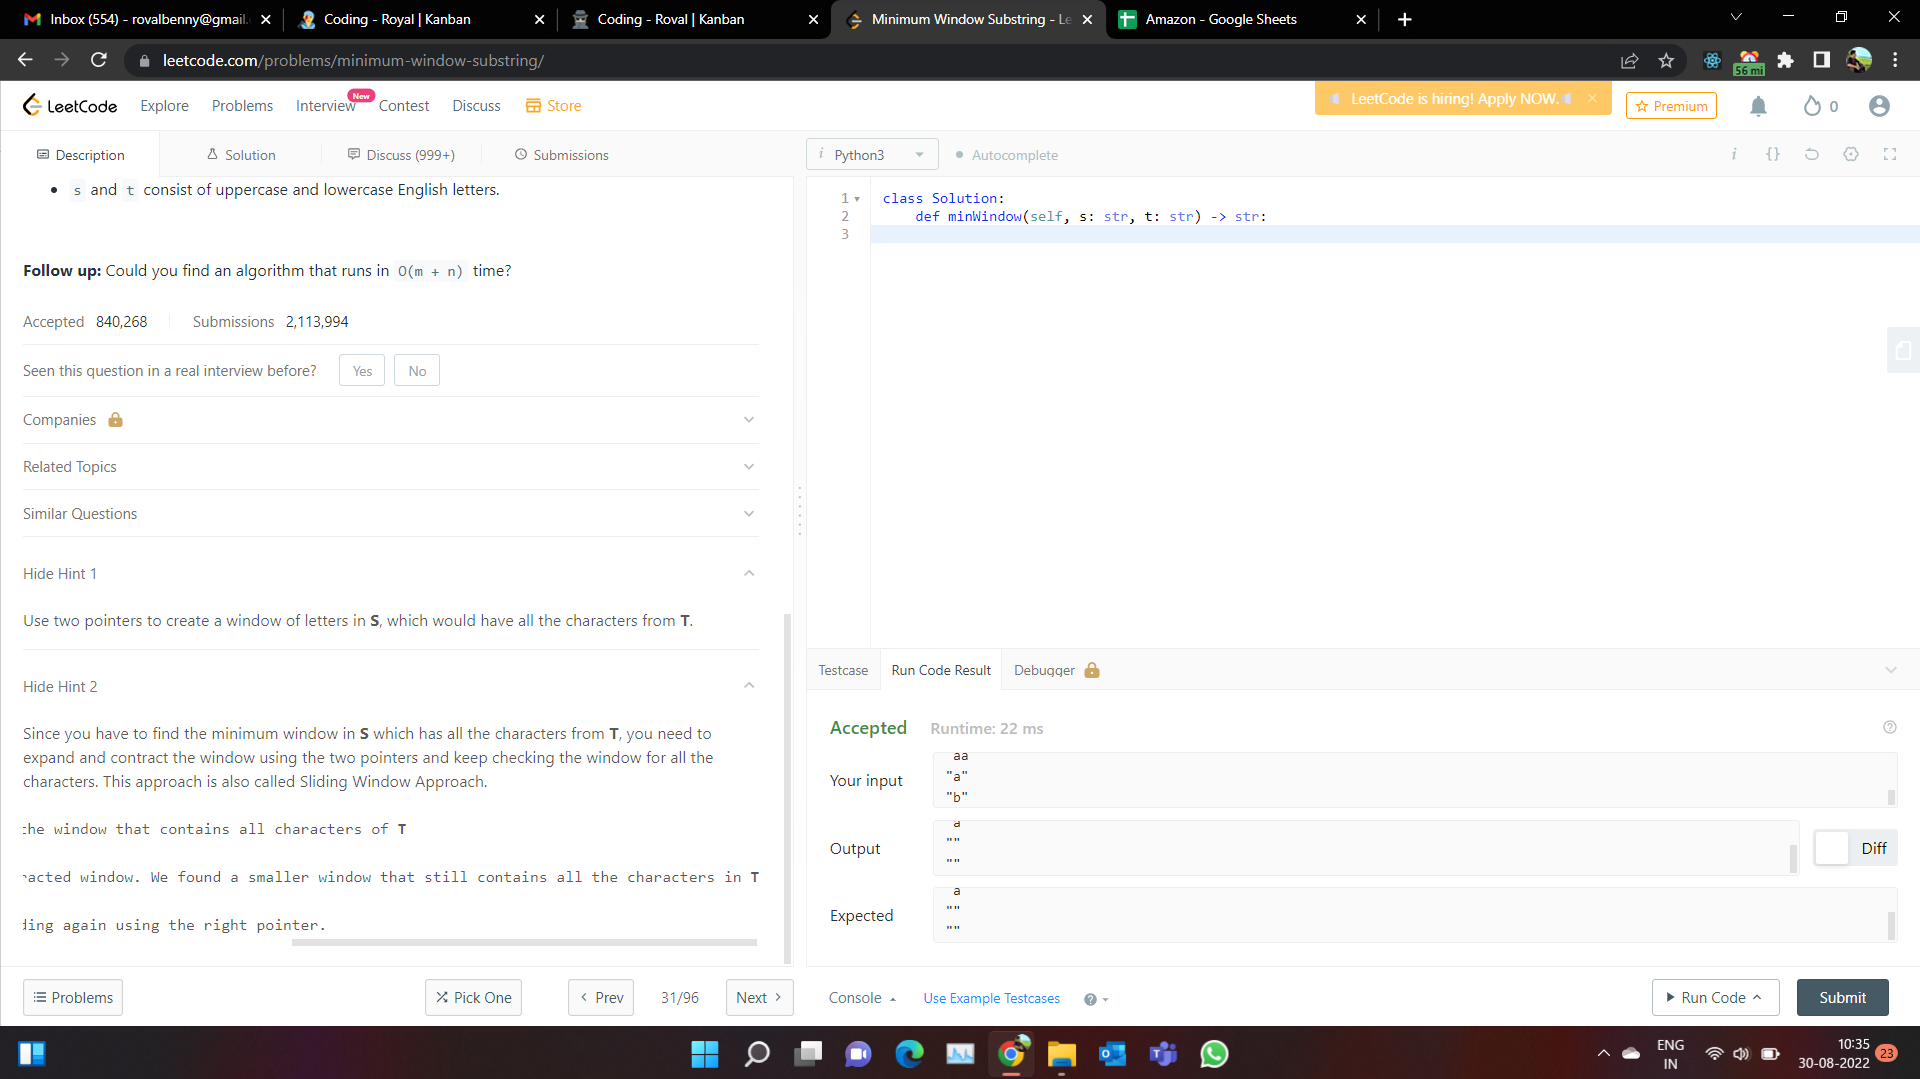 Inbox (554) - rovalbenny@gmail.
Coding - Royal | Kanban
Coding - Roval | Kanban
Minimum Window Substring - Le
Amazon - Google Sheets
leetcode.com/problems/minimum-window-substring/
56 mi
LeetCode
Explore
Problems
Interview
New
Contest
Discuss
Store
LeetCode is hiring! Apply NOW.
Premium
0
Description
Solution
Discuss (999+)
Submissions
i Python3
Autocomplete
i {}
s and t consist of uppercase and lowercase English letters.
Follow up: Could you find an algorithm that runs in O(m + n) time?
Accepted 840,268
Submissions 2,113,994
Seen this question in a real interview before?
Yes
No
Companies
Related Topics
Similar Questions
Hide Hint 1
Use two pointers to create a window of letters in S, which would have all the characters from T.
Hide Hint 2
Since you have to find the minimum window in S which has all the characters from T, you need to
expand and contract the window using the two pointers and keep checking the window for all the
characters. This approach is also called Sliding Window Approach.
the window that contains all characters of T
racted window. We found a smaller window that still contains all the characters in T
ding again using the right pointer.
1 class Solution:
2 def minWindow(self, s: str, t: str) -> str:
3
Testcase
Run Code Result
Debugger
Accepted
Runtime: 22 ms
Your input
aa
"a"
"b"
Output
a
""
""
Diff
Expected
a
""
""
Problems
Pick One
Prev
31/96
Next
Console
Use Example Testcases
Run Code
Submit
ENG
IN
10:35
30-08-2022
23